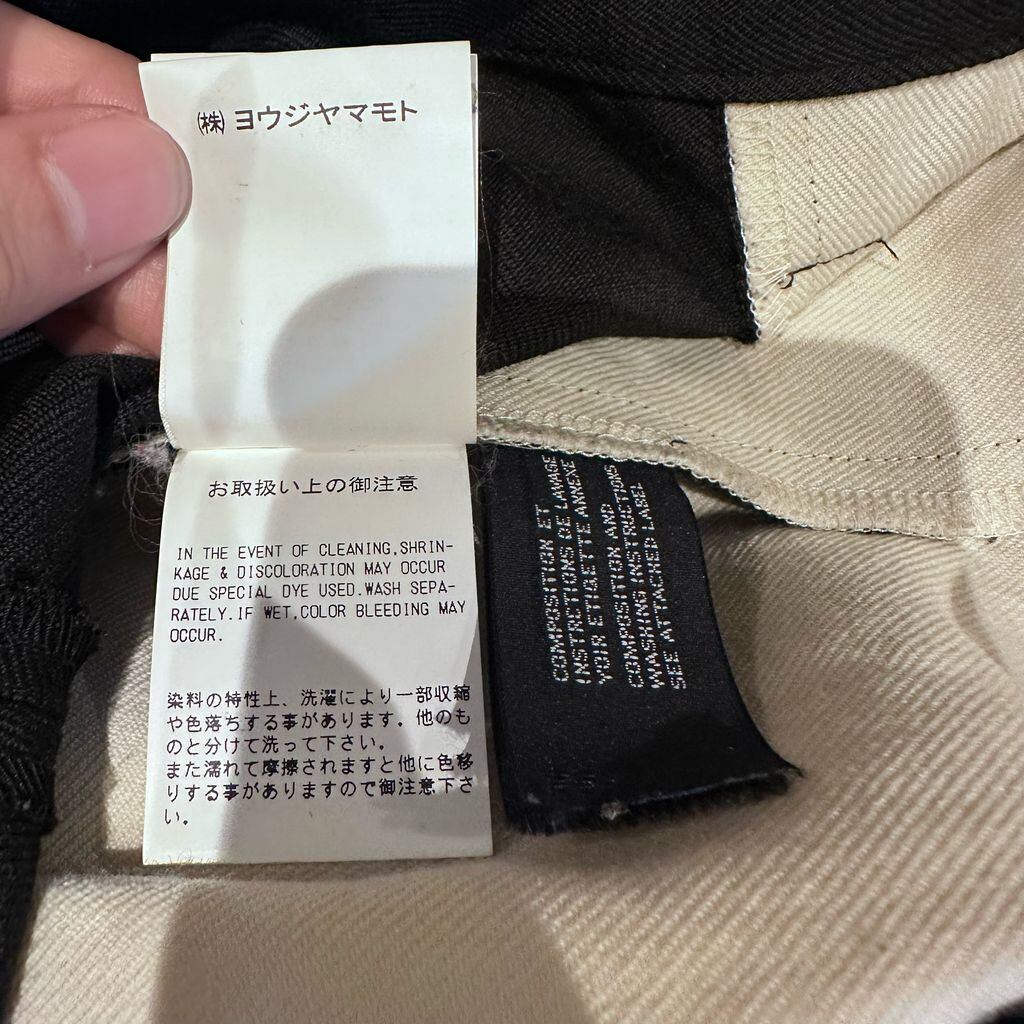 ㈱ ヨウジヤマモト
お取扱い上の御注意
IN THE EVENT OF CLEANING,SHRIN-
KAGE & DISCOLORATION MAY OCCUR
DUE SPECIAL DYE USED.WASH SEPA-
RATELY.IF WET,COLOR BLEEDING MAY
OCCUR.
染料の特性上、洗濯により一部収縮
や色落ちする事があります。他のも
のと分けて洗って下さい。
また濡れて摩擦されますと他に色移
りする事がありますので御注意下さ
い。
COMPOSITION ET
INSTRCTIONS DE LAVAGE
VOIR ETIQETTE ANNEXE
COMPOSITION AND
WASHING INSTRUCTIONS
SEE ATTACHED LABEL